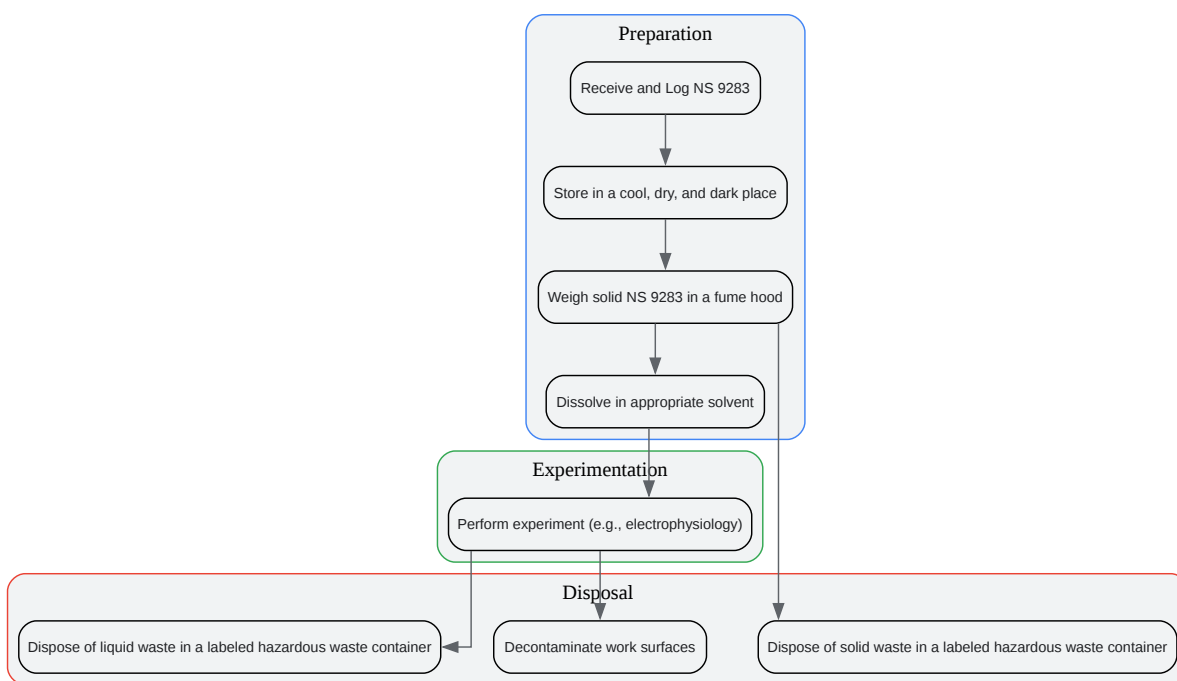 Preparation
Receive and Log NS 9283
Store in a cool, dry, and dark place
Weigh solid NS 9283 in a fume hood
Dissolve in appropriate solvent
Experimentation
Perform experiment (e.g., electrophysiology)
Disposal
Dispose of liquid waste in a labeled hazardous waste container
Decontaminate work surfaces
Dispose of solid waste in a labeled hazardous waste container